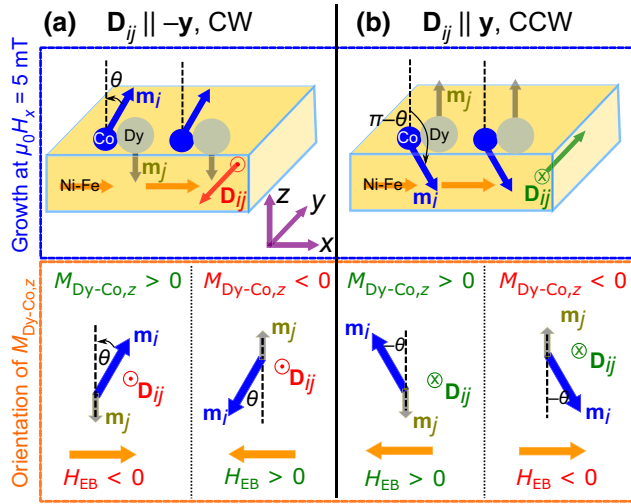 (a) D_ij || –y, CW
(b) D_ij || y, CCW
Growth at μ₀H_x = 5 mT
θ
m_i
Co
Dy
m_j
Ni-Fe
D_ij
z
y
x
m_j
π–θ
Co
Dy
Ni-Fe
m_i
D_ij
Orientation of M_Dy-Co,z
M_Dy-Co,z > 0
m_i
θ
D_ij
m_j
H_EB < 0
M_Dy-Co,z < 0
m_j
D_ij
m_i
θ
H_EB > 0
M_Dy-Co,z > 0
m_i
–θ
D_ij
m_j
H_EB > 0
M_Dy-Co,z < 0
m_j
D_ij
–θ
m_i
H_EB < 0